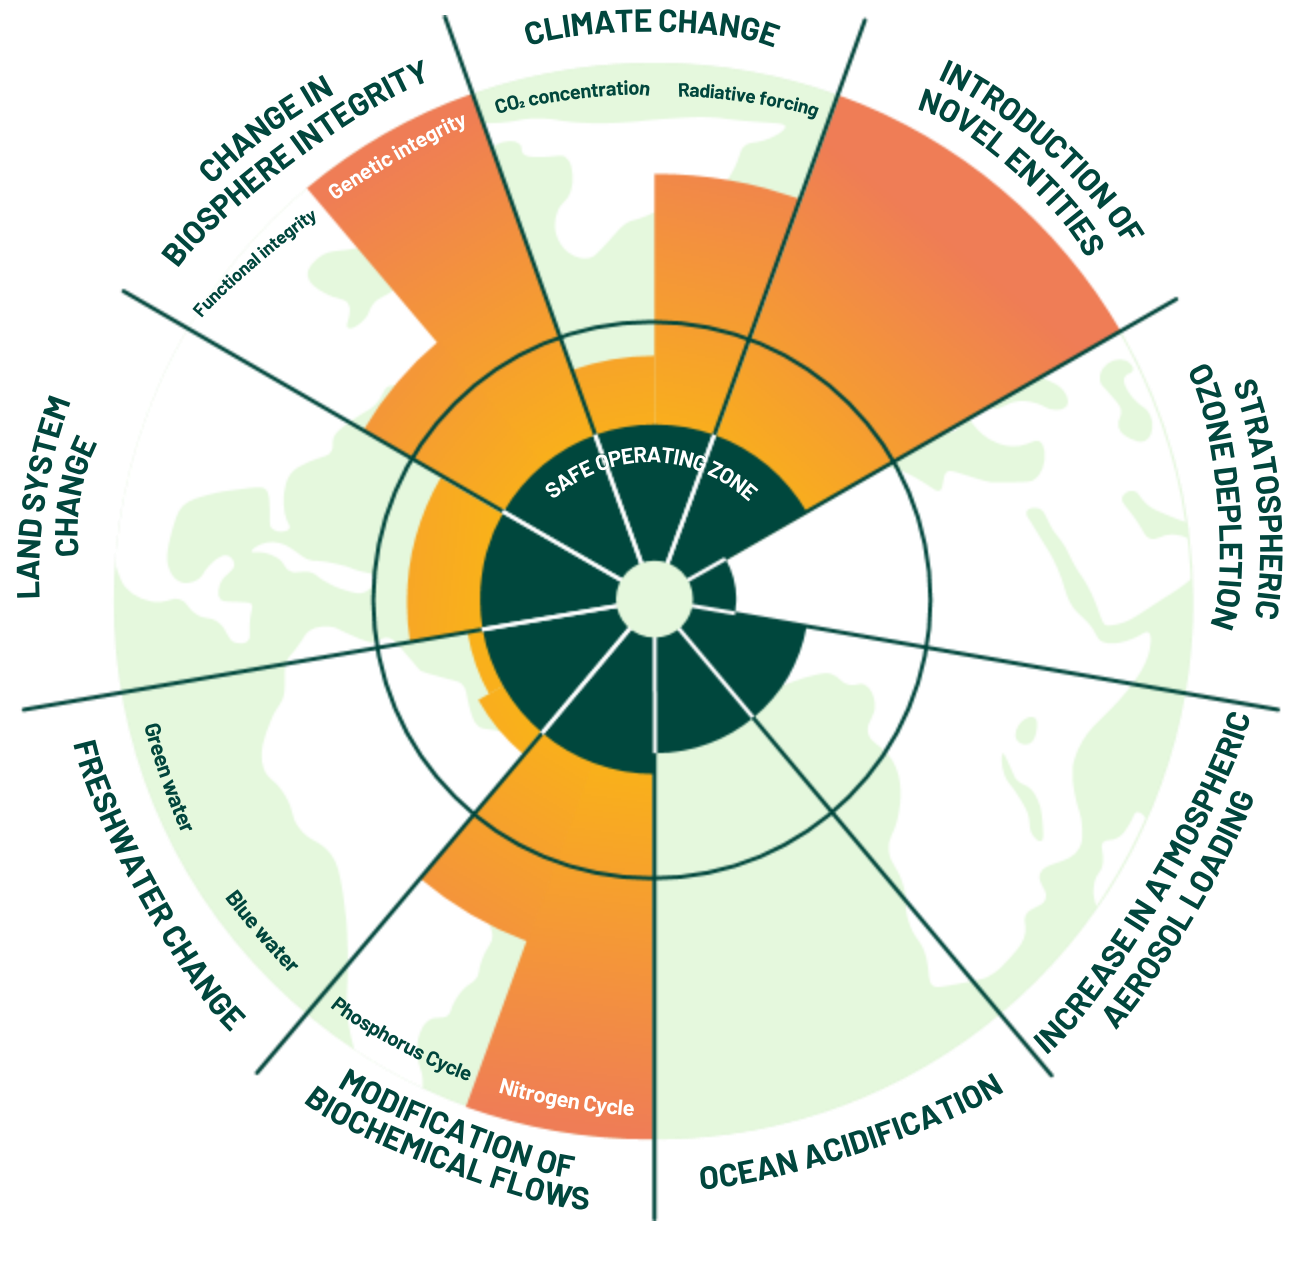 CLIMATE CHANGE
CO₂ concentration
Radiative forcing
INTRODUCTION OF
NOVEL ENTITIES
STRATOSPHERIC
OZONE DEPLETION
INCREASE IN ATMOSPHERIC
AEROSOL LOADING
OCEAN ACIDIFICATION
MODIFICATION OF
BIOCHEMICAL FLOWS
Phosphorus Cycle
Nitrogen Cycle
FRESHWATER CHANGE
Green water
Blue water
LAND SYSTEM
CHANGE
CHANGE IN
BIOSPHERE INTEGRITY
Functional integrity
Genetic integrity
SAFE OPERATING ZONE